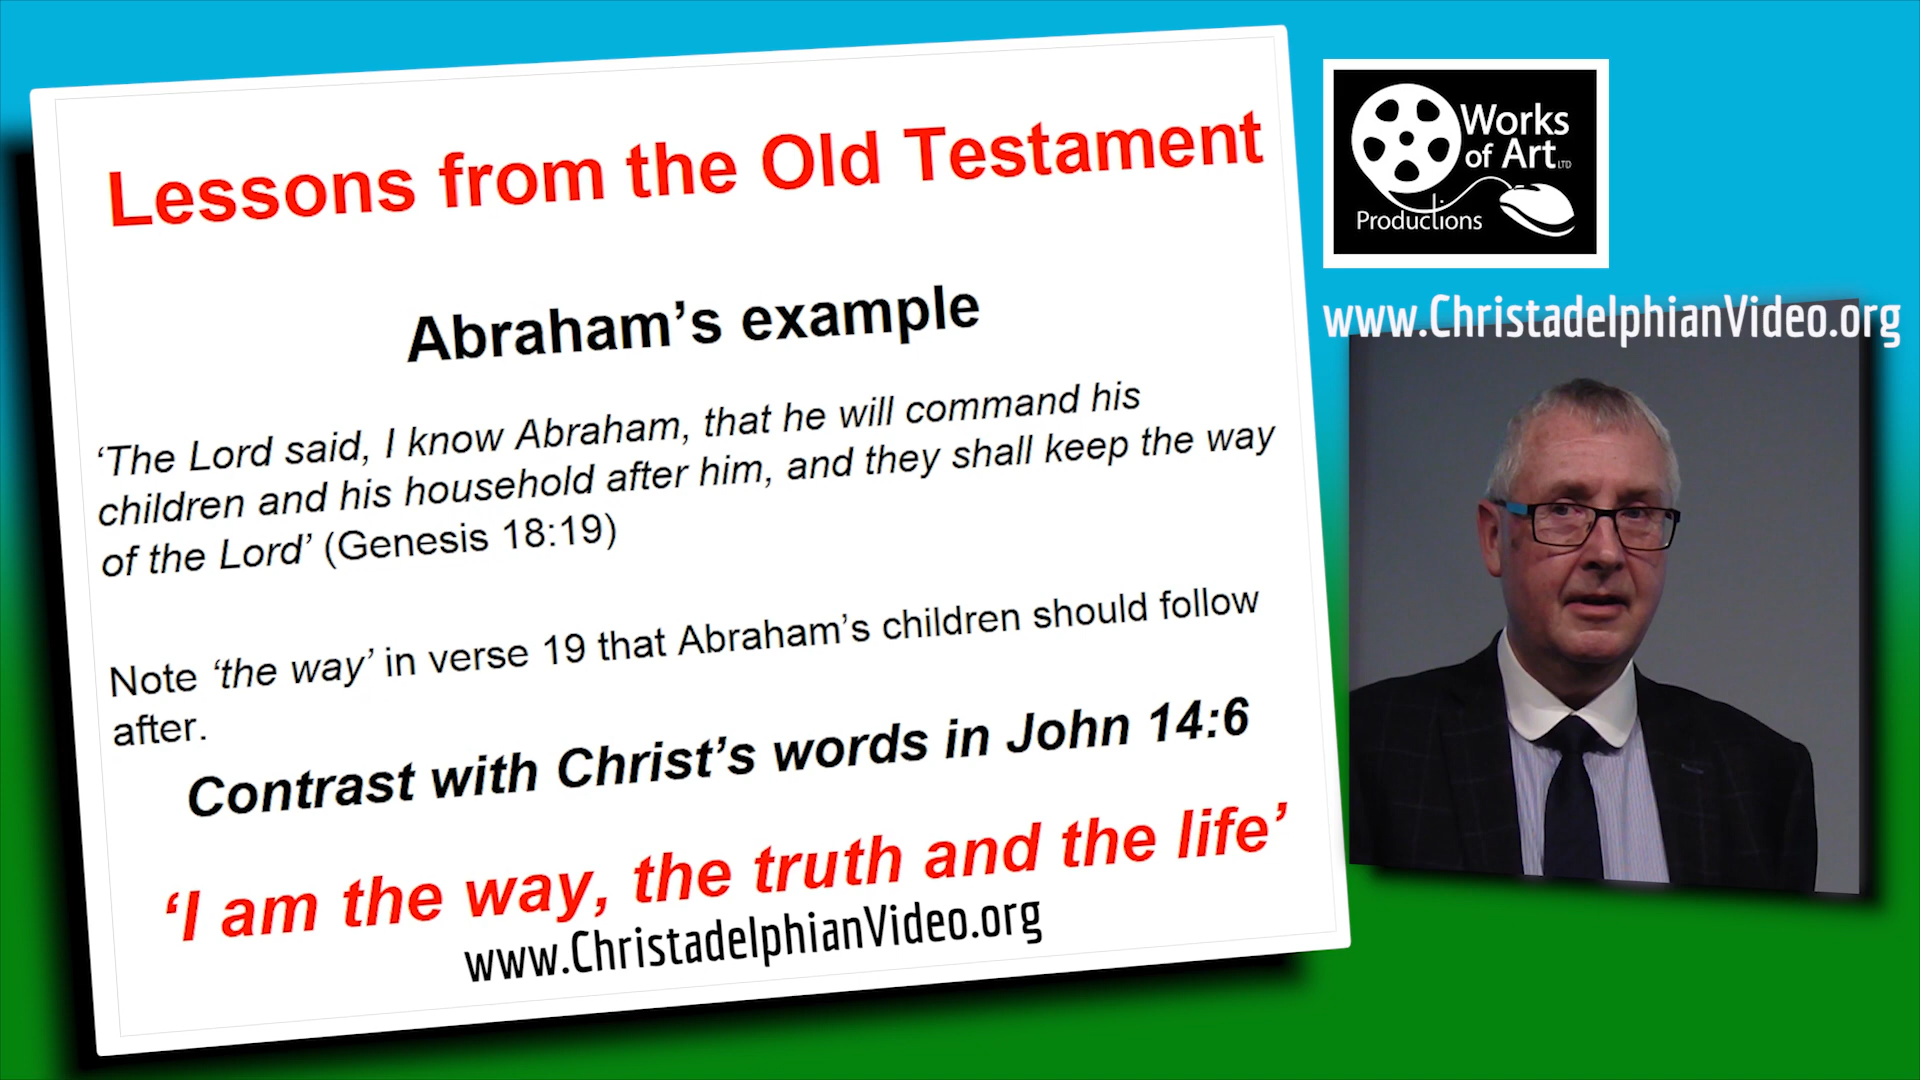 Lessons from the Old Testament
Abraham’s example
‘The Lord said, I know Abraham, that he will command his
children and his household after him, and they shall keep the way
of the Lord’ (Genesis 18:19)
Note ‘the way’ in verse 19 that Abraham’s children should follow
after.
Contrast with Christ’s words in John 14:6
‘I am the way, the truth and the life’
www.ChristadelphianVideo.org
Works
of Art LTD
Productions
www.ChristadelphianVideo.org